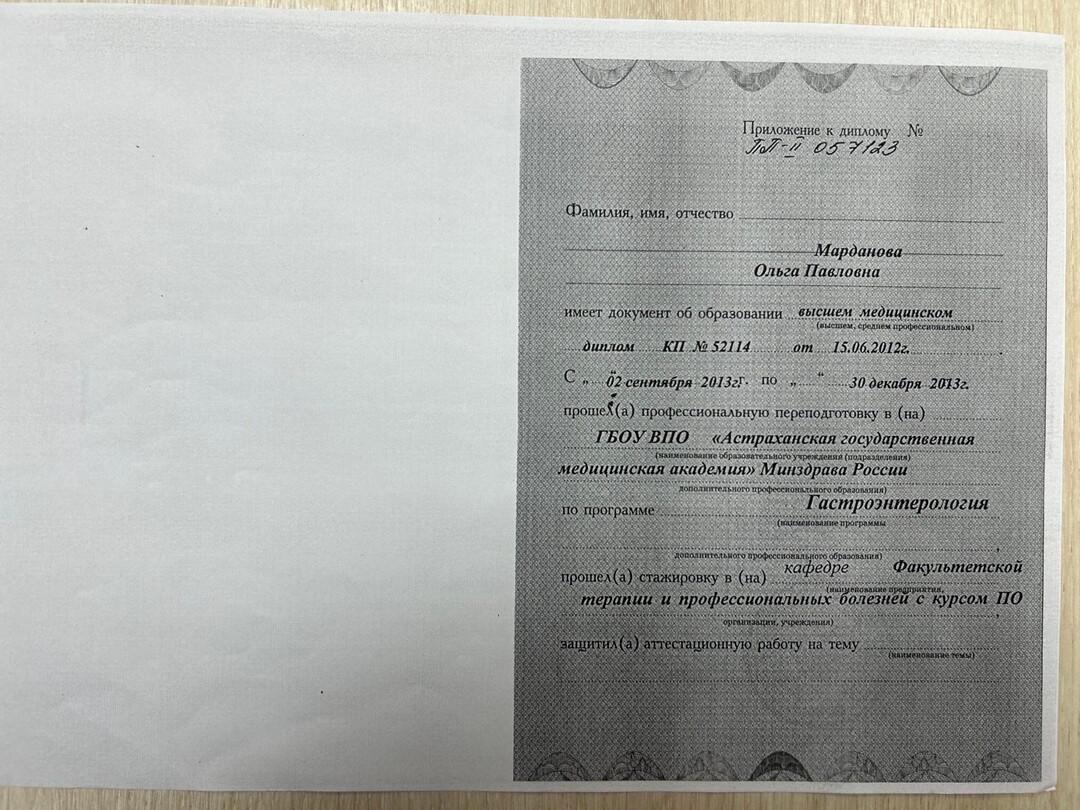 Приложение к диплому №
ПП-II 057123
Фамилия, имя, отчество
Марданова
Ольга Павловна
имеет документ об образовании высшем медицинском
(высшем, среднем профессиональном)
диплом КП № 52114 от 15.06.2012г.
С „ “ 02 сентября 2013г. г. по „ “ 30 декабря 2013г.
прошел(а) профессиональную переподготовку в (на)
ГБОУ ВПО «Астраханская государственная
(наименование образовательного учреждения (подразделения)
медицинская академия» Минздрава России
дополнительного профессионального образования)
по программе Гастроэнтерология
(наименование программы
,
дополнительного профессионального образования)
прошел(а) стажировку в (на) кафедре Факультетской
(наименование предприятия,
терапии и профессиональных болезней с курсом ПО
,
организации, учреждения)
защитил(а) аттестационную работу на тему
(наименование темы)